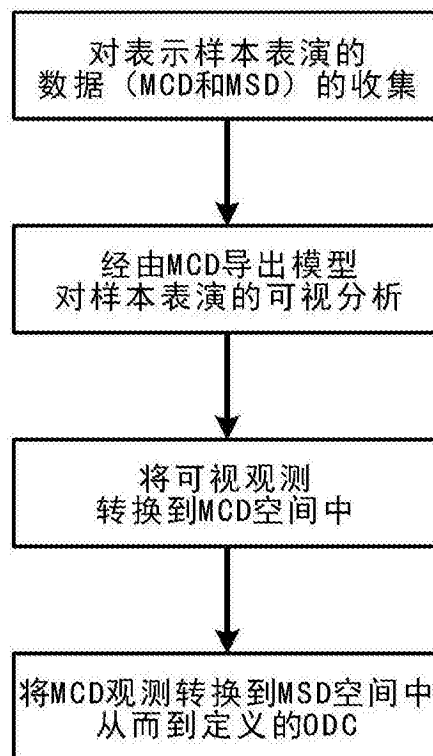 对表示样本表演的
数据（MCD和MSD）的收集
经由MCD导出模型
对样本表演的可视分析
将可视观测
转换到MCD空间中
将MCD观测转换到MSD空间中
从而到定义的ODC